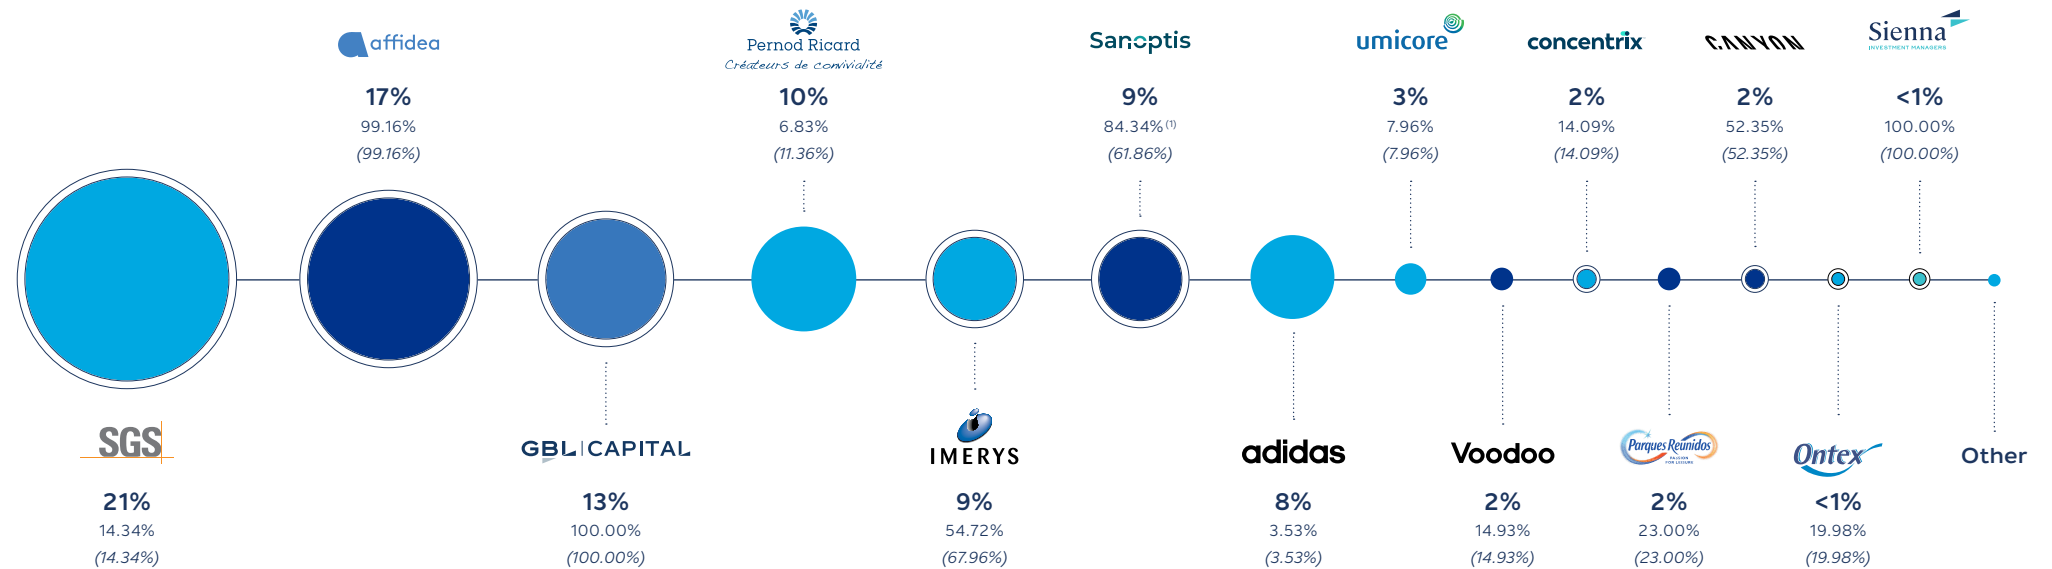 affidea
17%
99.16%
(99.16%)
Pernod Ricard
Créateurs de convivialité
10%
6.83%
(11.36%)
Sanoptis
9%
84.34%(1)
(61.86%)
umicore
3%
7.96%
(7.96%)
concentrix
2%
14.09%
(14.09%)
CANYON
2%
52.35%
(52.35%)
Sienna
INVESTMENT MANAGERS
<1%
100.00%
(100.00%)
SGS
21%
14.34%
(14.34%)
GBL | CAPITAL
13%
100.00%
(100.00%)
IMERYS
9%
54.72%
(67.96%)
adidas
8%
3.53%
(3.53%)
Voodoo
2%
14.93%
(14.93%)
Parques Reunidos
PASSION
FOR LEISURE
2%
23.00%
(23.00%)
Ontex
<1%
19.98%
(19.98%)
Other